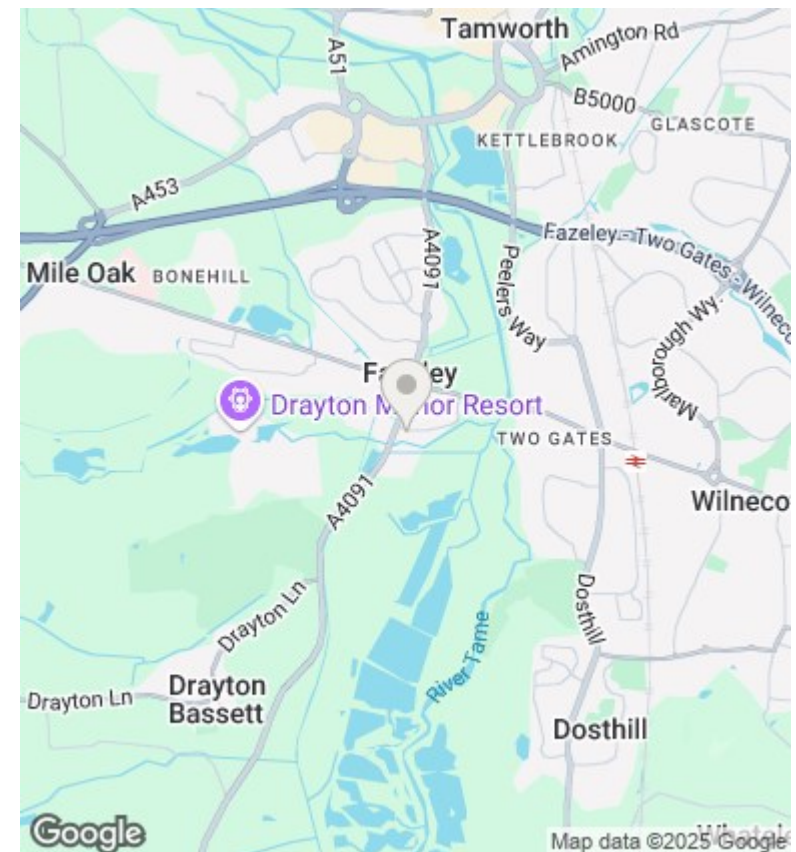 Tamworth
A51
Amington Rd
B5000
GLASCOTE
KETTLEBROOK
A453
A4091
Fazeley - Two Gates - Wilneco
Peelers Way
Mile Oak
BONEHILL
Marlborough Wy.
Drayton Manor Resort
TWO GATES
A4091
Wilneco
Dosthill
Drayton Ln
River Tame
Drayton
Bassett
Drayton Ln
Dosthill
Google
Map data ©2025 Google